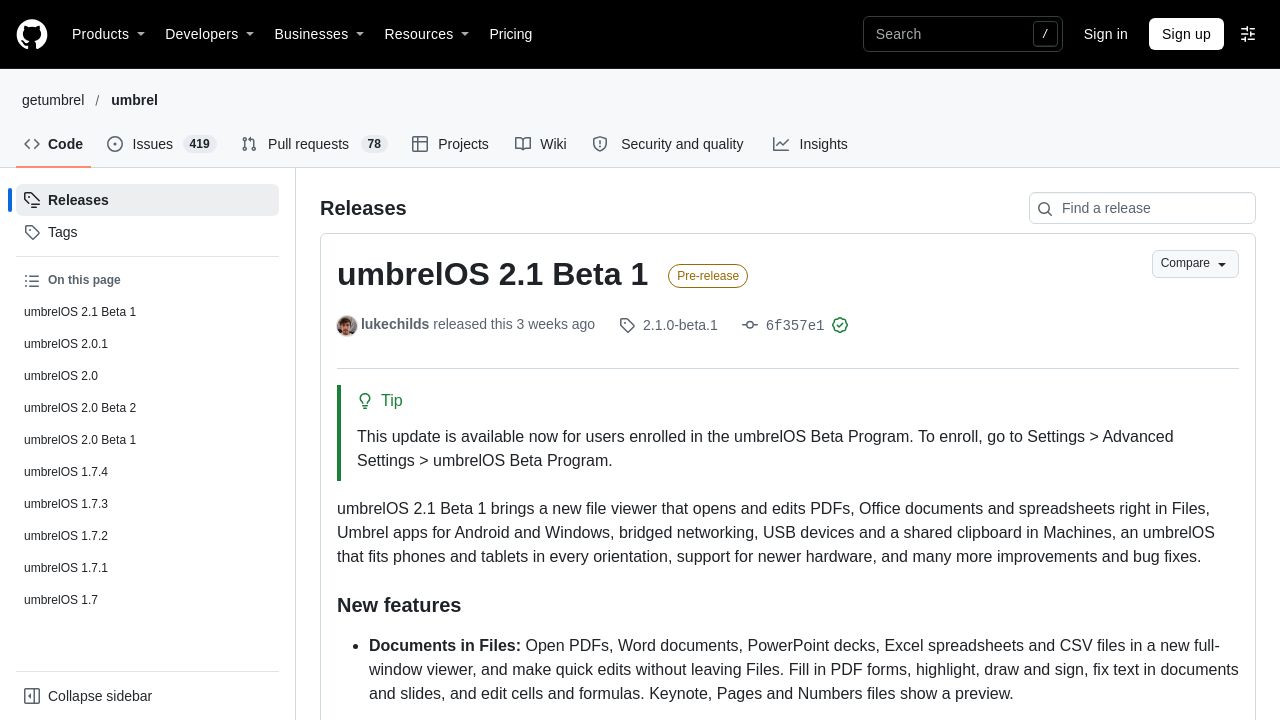 Products
Developers
Businesses
Resources
Pricing
Search
/
Sign in
Sign up
getumbrel / umbrel
Code
Issues 419
Pull requests 78
Projects
Wiki
Security and quality
Insights
Releases
Tags
On this page
umbrelOS 2.1 Beta 1
umbrelOS 2.0.1
umbrelOS 2.0
umbrelOS 2.0 Beta 2
umbrelOS 2.0 Beta 1
umbrelOS 1.7.4
umbrelOS 1.7.3
umbrelOS 1.7.2
umbrelOS 1.7.1
umbrelOS 1.7
Collapse sidebar
Releases
Find a release
umbrelOS 2.1 Beta 1
Pre-release
Compare
lukechilds released this 3 weeks ago
2.1.0-beta.1
6f357e1
Tip
This update is available now for users enrolled in the umbrelOS Beta Program. To enroll, go to Settings > Advanced
Settings > umbrelOS Beta Program.
umbrelOS 2.1 Beta 1 brings a new file viewer that opens and edits PDFs, Office documents and spreadsheets right in Files,
Umbrel apps for Android and Windows, bridged networking, USB devices and a shared clipboard in Machines, an umbrelOS
that fits phones and tablets in every orientation, support for newer hardware, and many more improvements and bug fixes.
New features
• Documents in Files: Open PDFs, Word documents, PowerPoint decks, Excel spreadsheets and CSV files in a new full-
window viewer, and make quick edits without leaving Files. Fill in PDF forms, highlight, draw and sign, fix text in documents
and slides, and edit cells and formulas. Keynote, Pages and Numbers files show a preview.